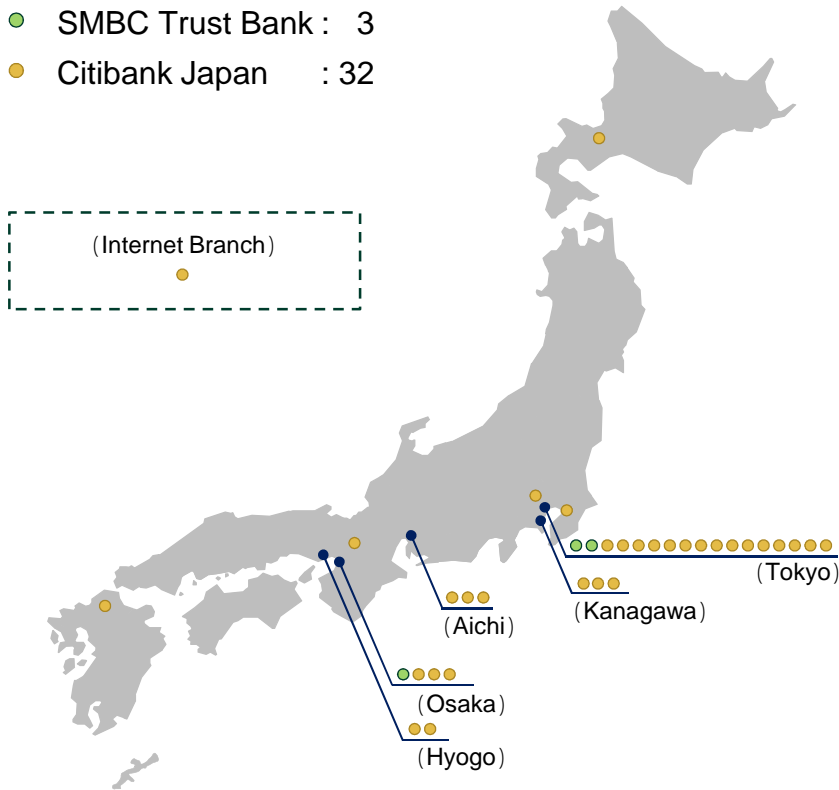 SMBC Trust Bank : 3
Citibank Japan : 32
(Internet Branch)
(Tokyo)
(Kanagawa)
(Aichi)
(Osaka)
(Hyogo)